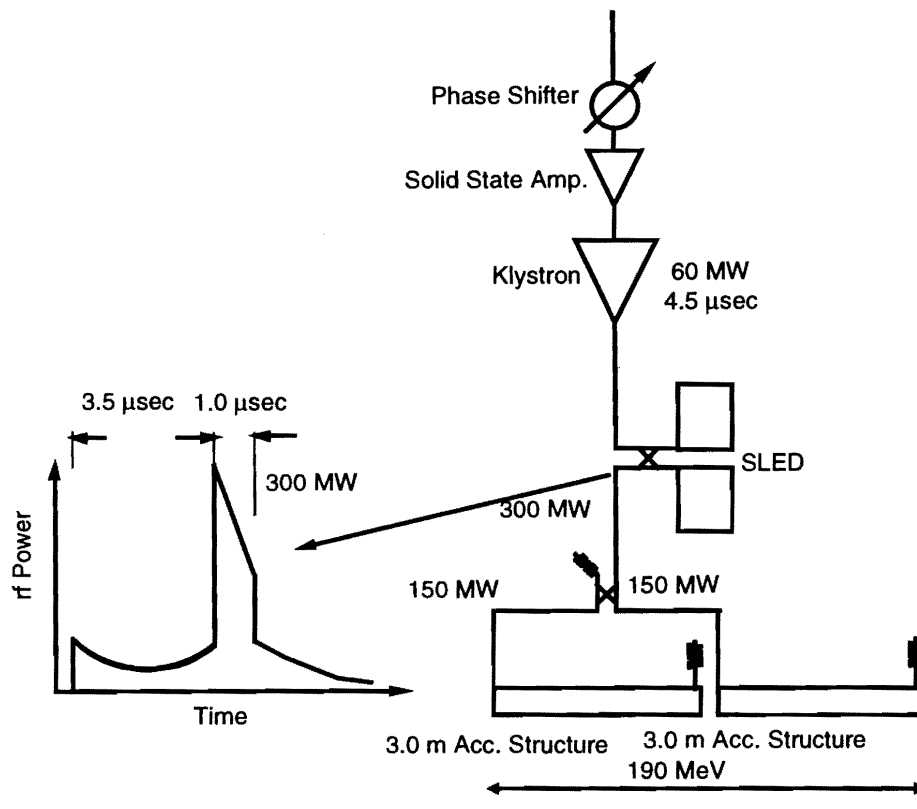 Phase Shifter
Solid State Amp.
Klystron
60 MW
4.5 μsec
3.5 μsec
1.0 μsec
SLED
300 MW
300 MW
rf Power
150 MW
150 MW
Time
3.0 m Acc. Structure
3.0 m Acc. Structure
190 MeV